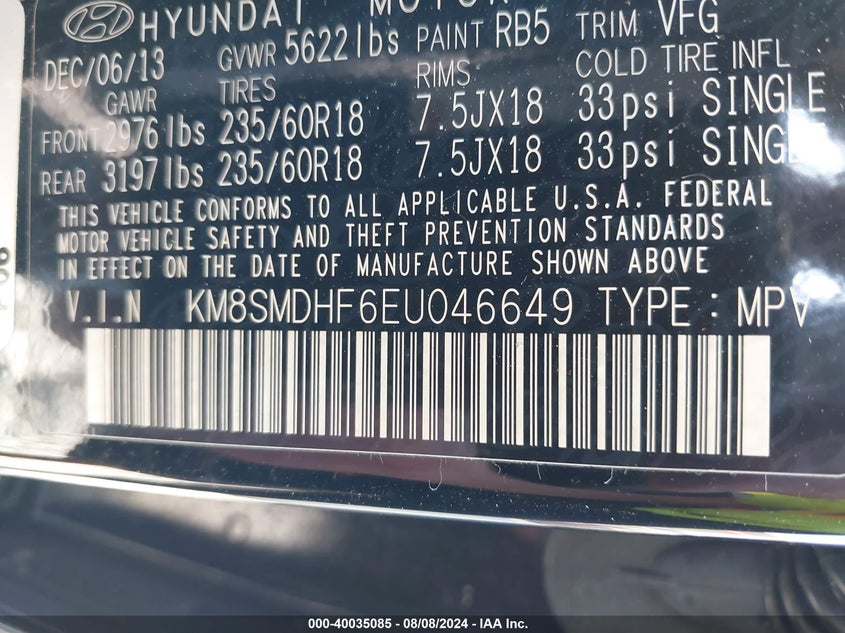 HYUNDAI MOTOR
DEC/06/13 GVWR 5622lbs PAINT RB5 TRIM VFG
GAWR TIRES RIMS COLD TIRE INFL
FRONT 2976lbs 235/60R18 7.5JX18 33psi SINGLE
REAR 3197lbs 235/60R18 7.5JX18 33psi SINGLE
THIS VEHICLE CONFORMS TO ALL APPLICABLE U.S.A. FEDERAL
MOTOR VEHICLE SAFETY AND THEFT PREVENTION STANDARDS
IN EFFECT ON THE DATE OF MANUFACTURE SHOWN ABOVE
V.I.N KM8SMDHF6EU046649 TYPE : MPV
000-40035085 - 08/08/2024 - IAA Inc.